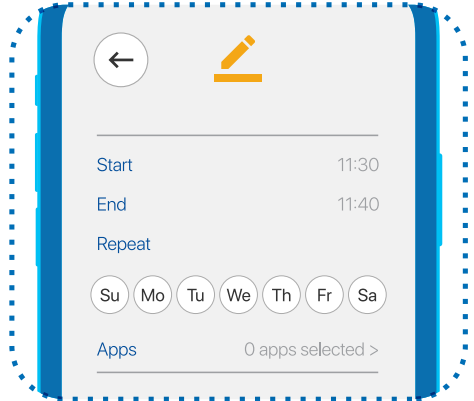 Start 11:30
End 11:40
Repeat
Su Mo Tu We Th Fr Sa
Apps 0 apps selected >